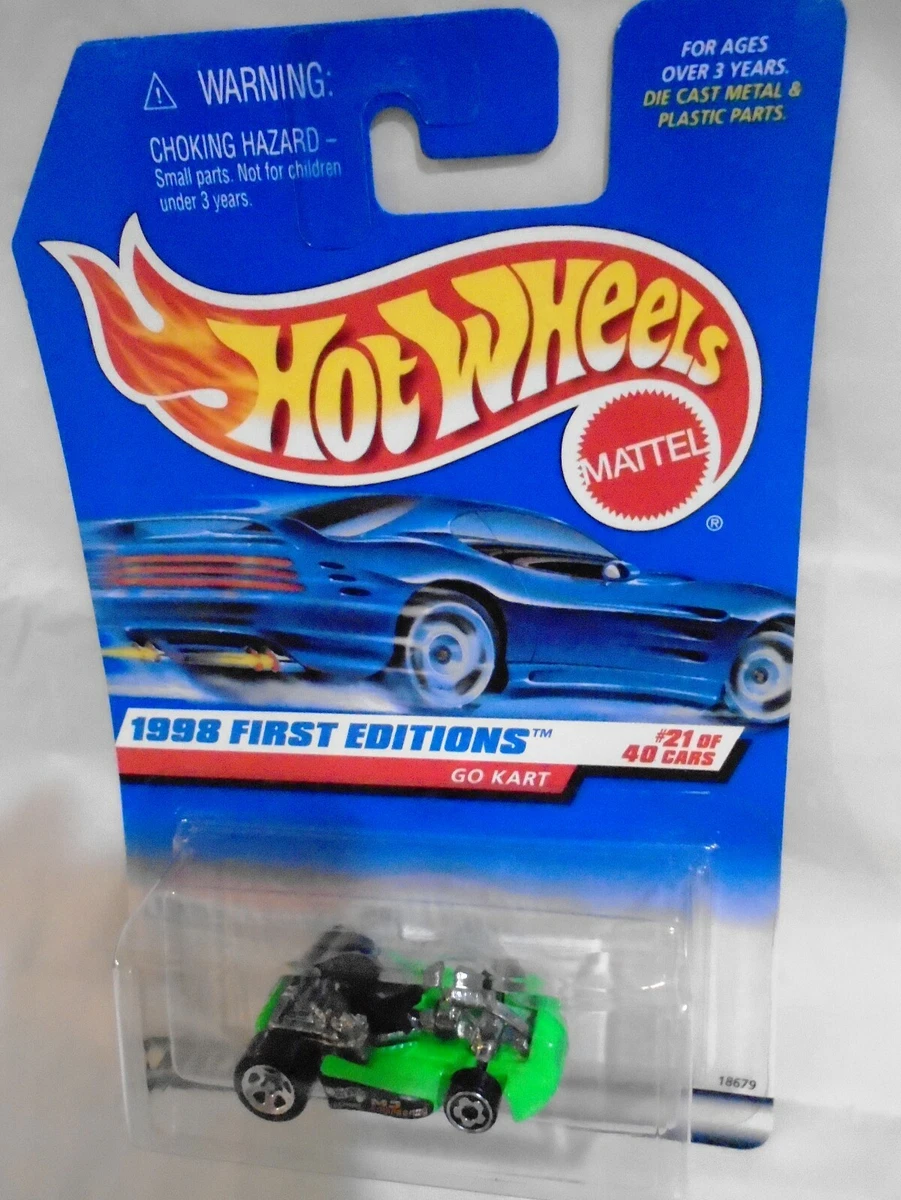 ⚠ WARNING:
CHOKING HAZARD –
Small parts. Not for children
under 3 years.
FOR AGES
OVER 3 YEARS.
DIE CAST METAL &
PLASTIC PARTS.
HOT WHEELS
MATTEL
®
1998 FIRST EDITIONS™
#21 OF
40 CARS
GO KART
18679